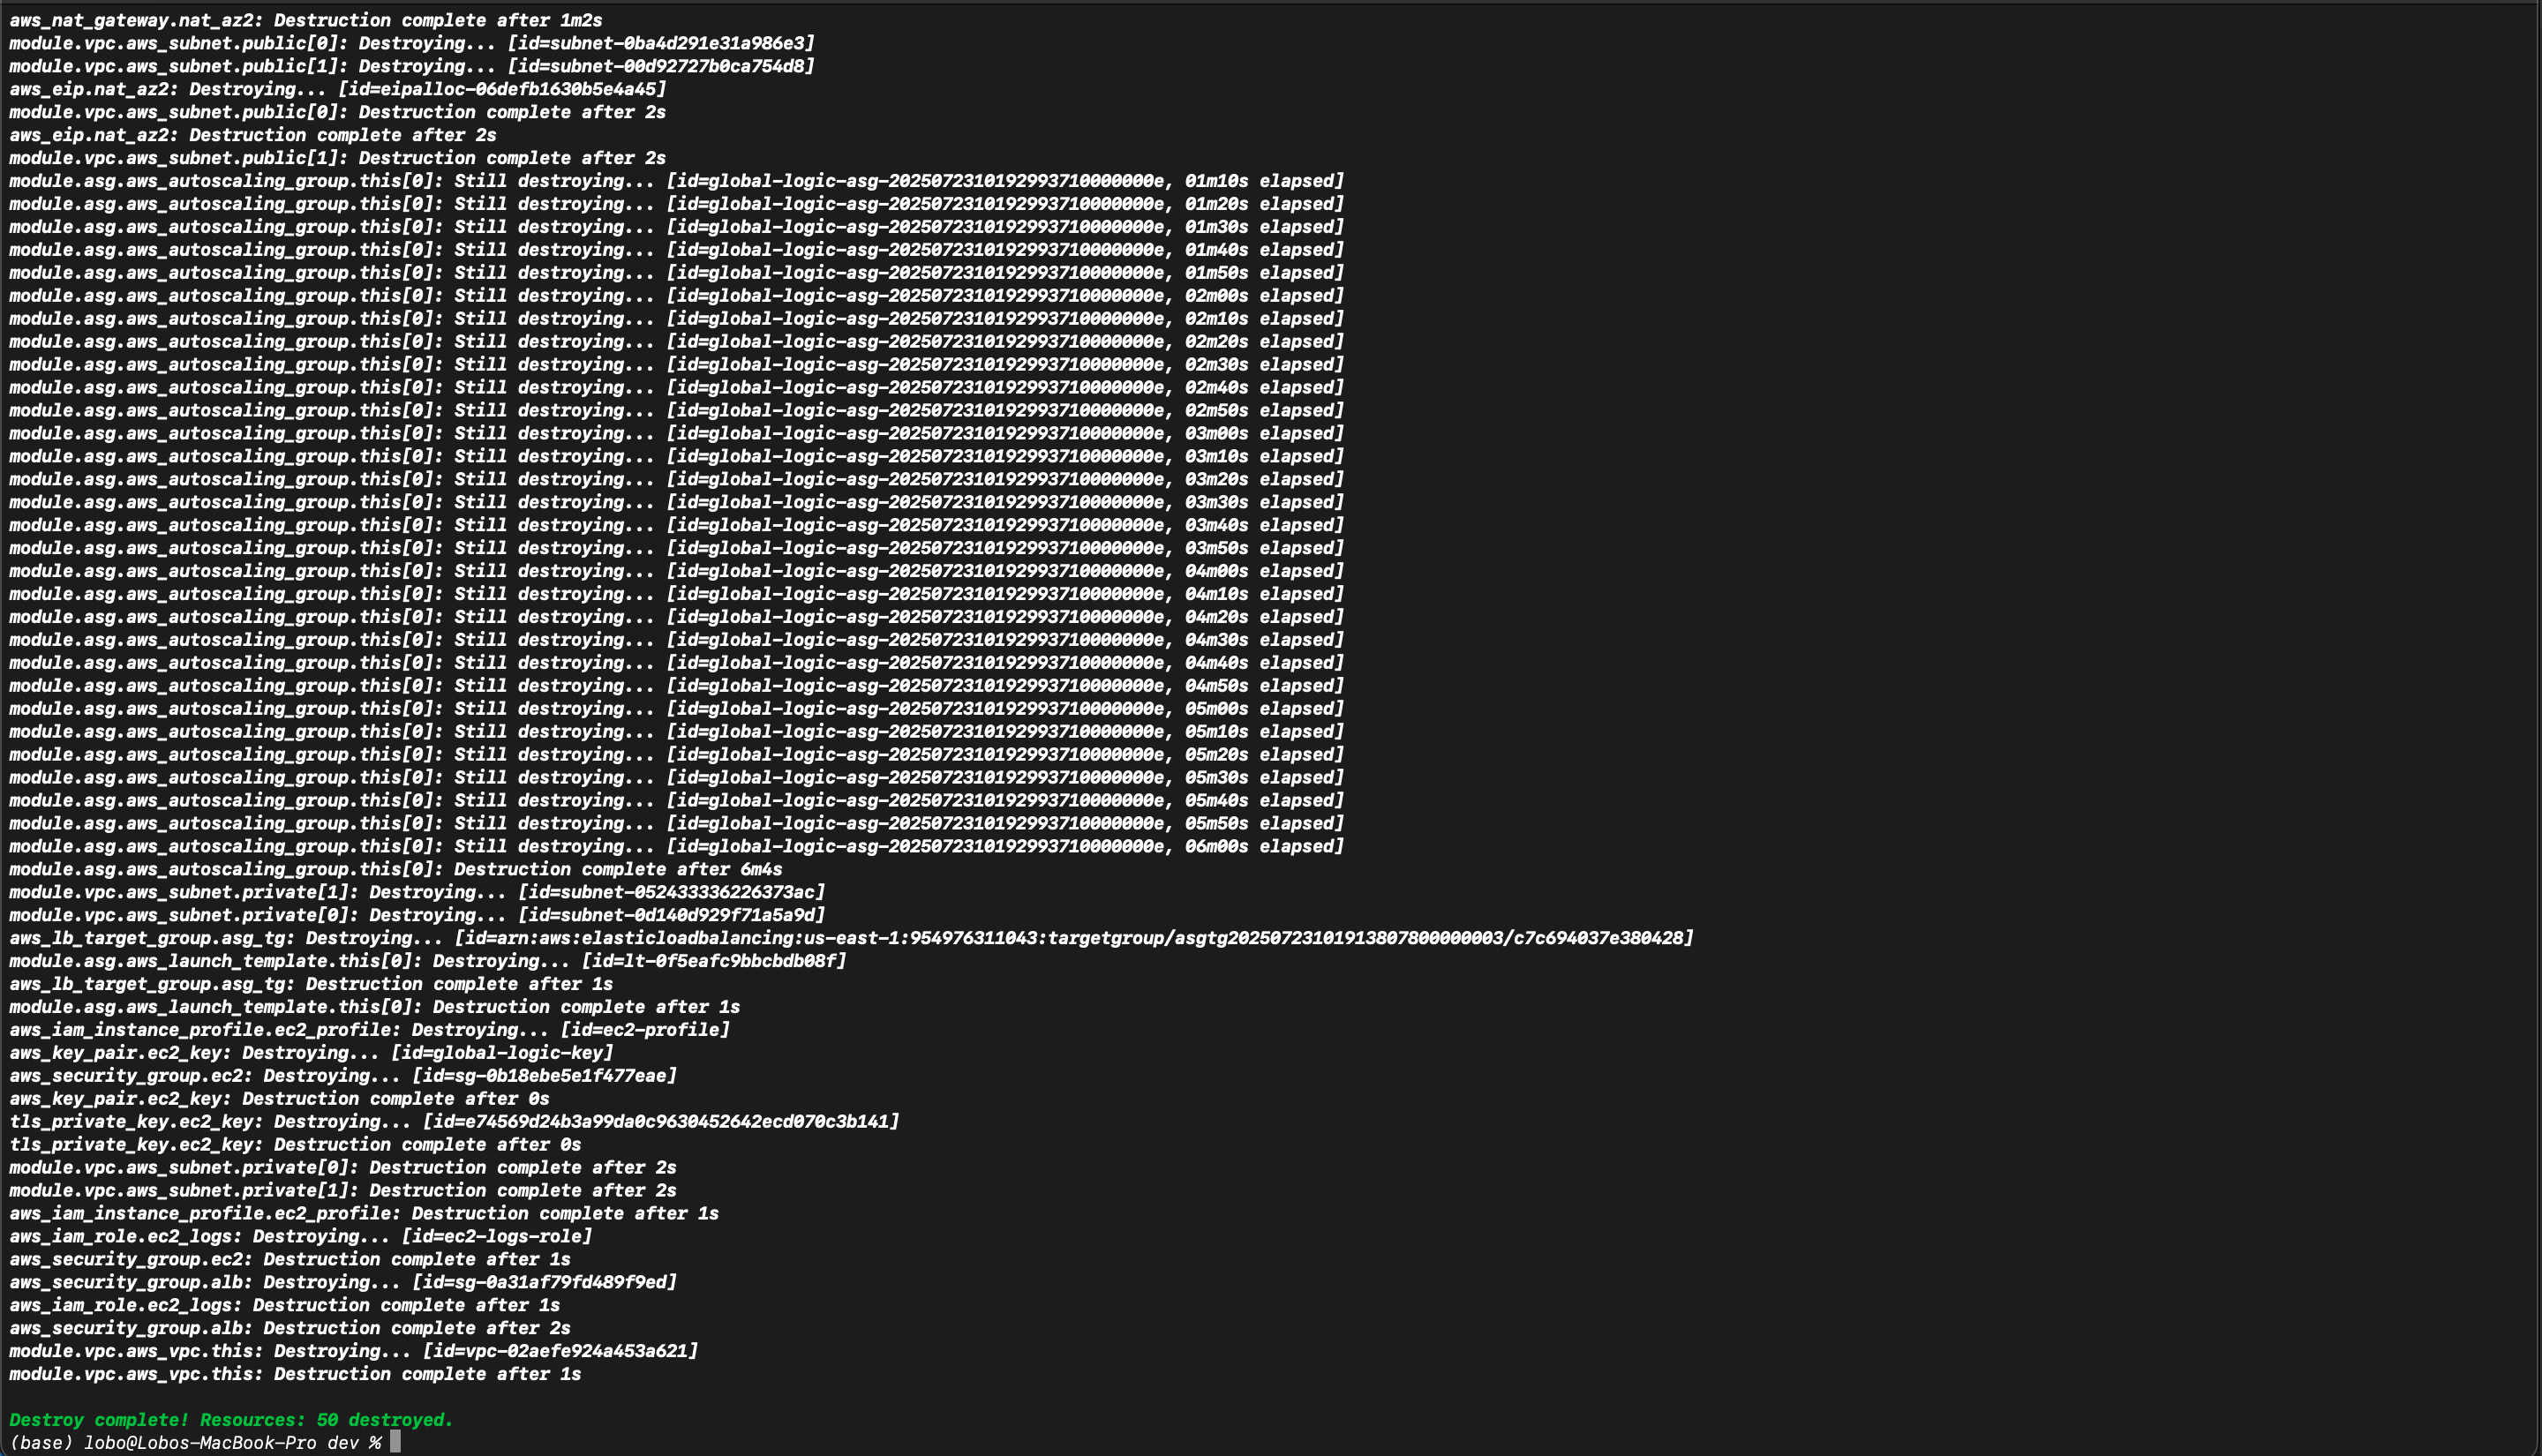 aws_nat_gateway.nat_az2: Destruction complete after 1m2s
module.vpc.aws_subnet.public[0]: Destroying... [id=subnet-0ba4d291e31a986e3]
module.vpc.aws_subnet.public[1]: Destroying... [id=subnet-00d92727b0ca754d8]
aws_eip.nat_az2: Destroying... [id=eipalloc-06defb1630b5e4a45]
module.vpc.aws_subnet.public[0]: Destruction complete after 2s
aws_eip.nat_az2: Destruction complete after 2s
module.vpc.aws_subnet.public[1]: Destruction complete after 2s
module.asg.aws_autoscaling_group.this[0]: Still destroying... [id=global-logic-asg-2025072310192993710000000e, 01m10s elapsed]
module.asg.aws_autoscaling_group.this[0]: Still destroying... [id=global-logic-asg-2025072310192993710000000e, 01m20s elapsed]
module.asg.aws_autoscaling_group.this[0]: Still destroying... [id=global-logic-asg-2025072310192993710000000e, 01m30s elapsed]
module.asg.aws_autoscaling_group.this[0]: Still destroying... [id=global-logic-asg-2025072310192993710000000e, 01m40s elapsed]
module.asg.aws_autoscaling_group.this[0]: Still destroying... [id=global-logic-asg-2025072310192993710000000e, 01m50s elapsed]
module.asg.aws_autoscaling_group.this[0]: Still destroying... [id=global-logic-asg-2025072310192993710000000e, 02m00s elapsed]
module.asg.aws_autoscaling_group.this[0]: Still destroying... [id=global-logic-asg-2025072310192993710000000e, 02m10s elapsed]
module.asg.aws_autoscaling_group.this[0]: Still destroying... [id=global-logic-asg-2025072310192993710000000e, 02m20s elapsed]
module.asg.aws_autoscaling_group.this[0]: Still destroying... [id=global-logic-asg-2025072310192993710000000e, 02m30s elapsed]
module.asg.aws_autoscaling_group.this[0]: Still destroying... [id=global-logic-asg-2025072310192993710000000e, 02m40s elapsed]
module.asg.aws_autoscaling_group.this[0]: Still destroying... [id=global-logic-asg-2025072310192993710000000e, 02m50s elapsed]
module.asg.aws_autoscaling_group.this[0]: Still destroying... [id=global-logic-asg-2025072310192993710000000e, 03m00s elapsed]
module.asg.aws_autoscaling_group.this[0]: Still destroying... [id=global-logic-asg-2025072310192993710000000e, 03m10s elapsed]
module.asg.aws_autoscaling_group.this[0]: Still destroying... [id=global-logic-asg-2025072310192993710000000e, 03m20s elapsed]
module.asg.aws_autoscaling_group.this[0]: Still destroying... [id=global-logic-asg-2025072310192993710000000e, 03m30s elapsed]
module.asg.aws_autoscaling_group.this[0]: Still destroying... [id=global-logic-asg-2025072310192993710000000e, 03m40s elapsed]
module.asg.aws_autoscaling_group.this[0]: Still destroying... [id=global-logic-asg-2025072310192993710000000e, 03m50s elapsed]
module.asg.aws_autoscaling_group.this[0]: Still destroying... [id=global-logic-asg-2025072310192993710000000e, 04m00s elapsed]
module.asg.aws_autoscaling_group.this[0]: Still destroying... [id=global-logic-asg-2025072310192993710000000e, 04m10s elapsed]
module.asg.aws_autoscaling_group.this[0]: Still destroying... [id=global-logic-asg-2025072310192993710000000e, 04m20s elapsed]
module.asg.aws_autoscaling_group.this[0]: Still destroying... [id=global-logic-asg-2025072310192993710000000e, 04m30s elapsed]
module.asg.aws_autoscaling_group.this[0]: Still destroying... [id=global-logic-asg-2025072310192993710000000e, 04m40s elapsed]
module.asg.aws_autoscaling_group.this[0]: Still destroying... [id=global-logic-asg-2025072310192993710000000e, 04m50s elapsed]
module.asg.aws_autoscaling_group.this[0]: Still destroying... [id=global-logic-asg-2025072310192993710000000e, 05m00s elapsed]
module.asg.aws_autoscaling_group.this[0]: Still destroying... [id=global-logic-asg-2025072310192993710000000e, 05m10s elapsed]
module.asg.aws_autoscaling_group.this[0]: Still destroying... [id=global-logic-asg-2025072310192993710000000e, 05m20s elapsed]
module.asg.aws_autoscaling_group.this[0]: Still destroying... [id=global-logic-asg-2025072310192993710000000e, 05m30s elapsed]
module.asg.aws_autoscaling_group.this[0]: Still destroying... [id=global-logic-asg-2025072310192993710000000e, 05m40s elapsed]
module.asg.aws_autoscaling_group.this[0]: Still destroying... [id=global-logic-asg-2025072310192993710000000e, 05m50s elapsed]
module.asg.aws_autoscaling_group.this[0]: Still destroying... [id=global-logic-asg-2025072310192993710000000e, 06m00s elapsed]
module.asg.aws_autoscaling_group.this[0]: Destruction complete after 6m4s
module.vpc.aws_subnet.private[1]: Destroying... [id=subnet-052433336226373ac]
module.vpc.aws_subnet.private[0]: Destroying... [id=subnet-0d140d929f71a5a9d]
aws_lb_target_group.asg_tg: Destroying... [id=arn:aws:elasticloadbalancing:us-east-1:954976311043:targetgroup/asgtg20250723101913807800000003/c7c694037e380428]
module.asg.aws_launch_template.this[0]: Destroying... [id=lt-0f5eafc9bbcbdb08f]
aws_lb_target_group.asg_tg: Destruction complete after 1s
module.asg.aws_launch_template.this[0]: Destruction complete after 1s
aws_iam_instance_profile.ec2_profile: Destroying... [id=ec2-profile]
aws_key_pair.ec2_key: Destroying... [id=global-logic-key]
aws_security_group.ec2: Destroying... [id=sg-0b18ebe5e1f477eae]
aws_key_pair.ec2_key: Destruction complete after 0s
tls_private_key.ec2_key: Destroying... [id=e74569d24b3a99da0c9630452642ecd070c3b141]
tls_private_key.ec2_key: Destruction complete after 0s
module.vpc.aws_subnet.private[0]: Destruction complete after 2s
module.vpc.aws_subnet.private[1]: Destruction complete after 2s
aws_iam_instance_profile.ec2_profile: Destruction complete after 1s
aws_iam_role.ec2_logs: Destroying... [id=ec2-logs-role]
aws_security_group.ec2: Destruction complete after 1s
aws_security_group.alb: Destroying... [id=sg-0a31af79fd489f9ed]
aws_iam_role.ec2_logs: Destruction complete after 1s
aws_security_group.alb: Destruction complete after 2s
module.vpc.aws_vpc.this: Destroying... [id=vpc-02aefe924a453a621]
module.vpc.aws_vpc.this: Destruction complete after 1s
Destroy complete! Resources: 50 destroyed.
(base) lobo@Lobos-MacBook-Pro dev %